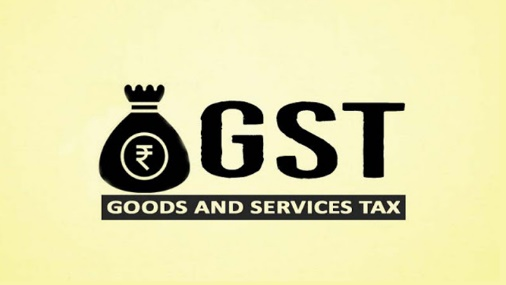 ₹ GST
GOODS AND SERVICES TAX